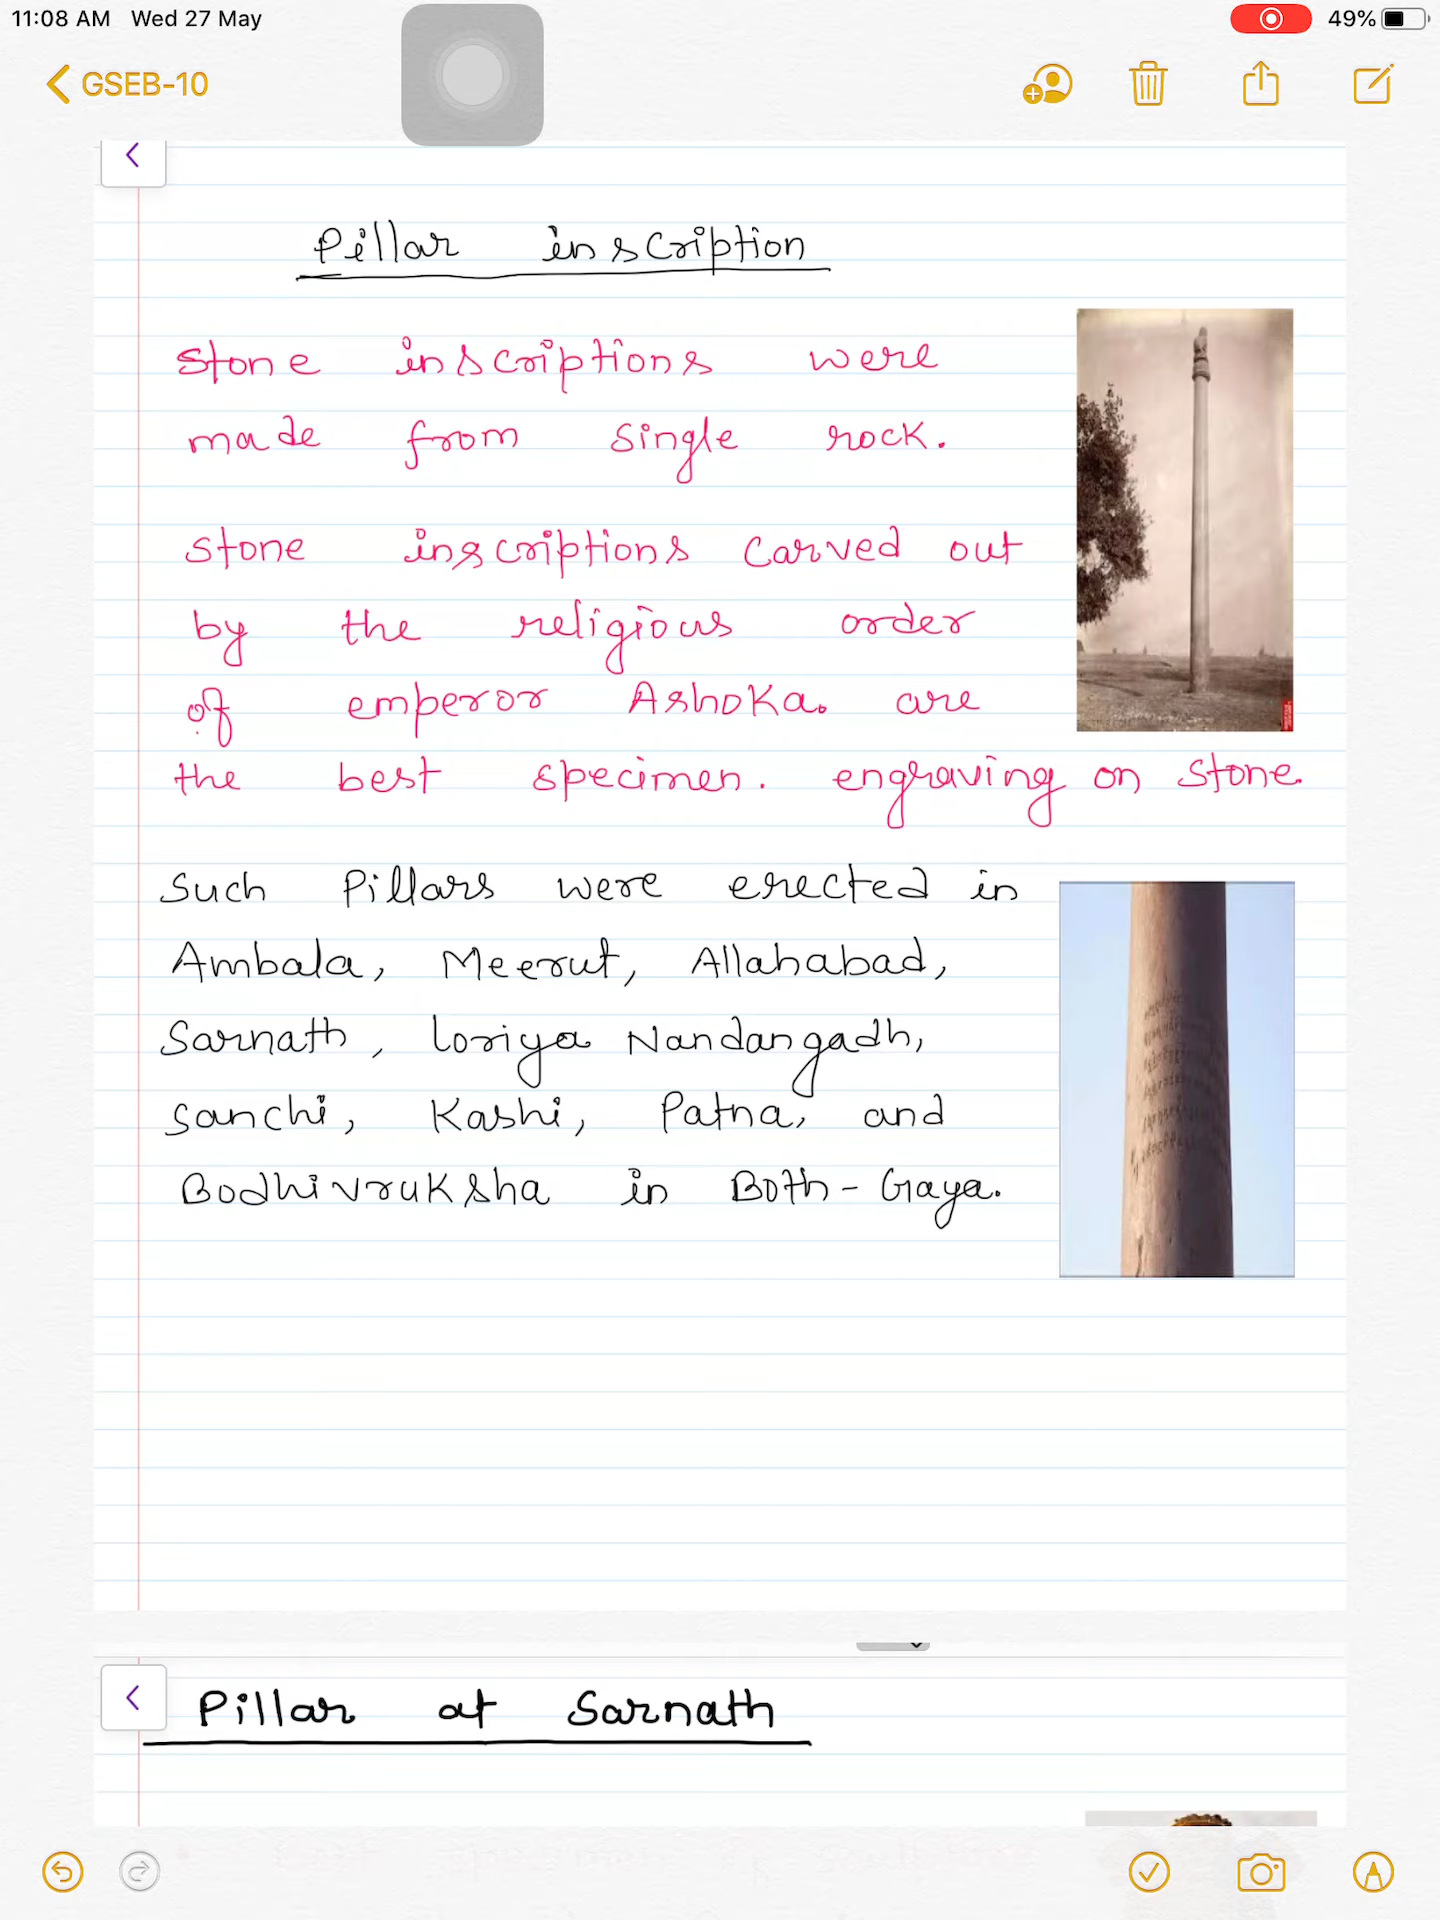 11:08 AM Wed 27 May
49%
GSEB-10
Pillar inscription
Stone inscriptions were
made from single rock.
Stone inscriptions carved out
by the religious order
of emperor Ashoka. are
the best specimen. engraving on stone.
Such Pillars were erected in
Ambala, Meerut, Allahabad,
Sarnath, loriya Nandangadh,
Sanchi, Kashi, Patna, and
Bodhivruksha in Both-Gaya.
Pillar at Sarnath